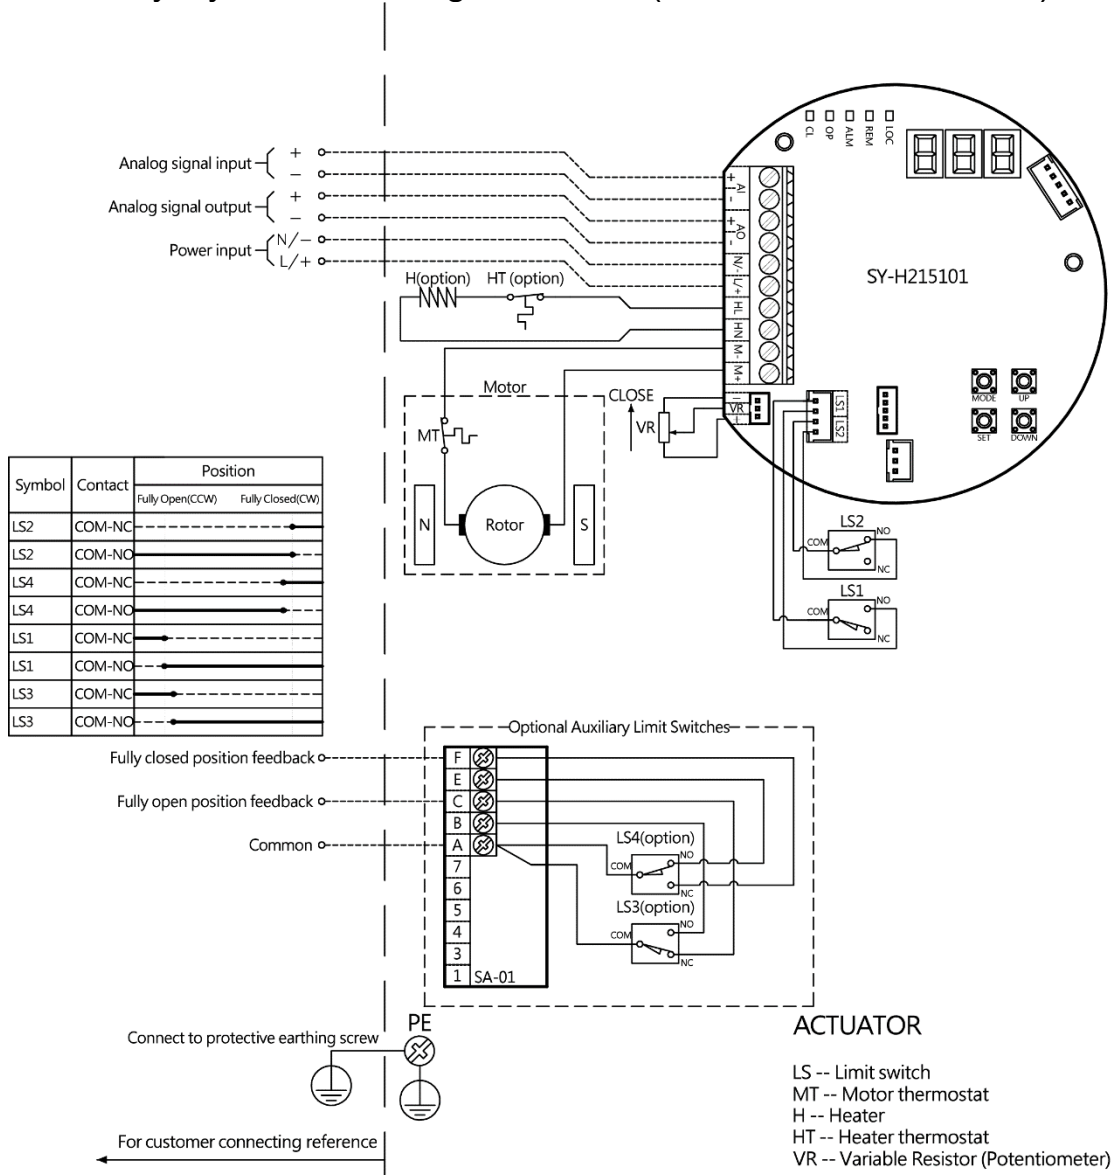 Analog signal input
+
−
Analog signal output
+
−
Power input
N/−
L/+
H(option)
HT (option)
CL
OP
ALM
REM
LOC
+
AI
-
+
AO
-
N/-
L/+
HL
HN
M-
M+
SY-H215101
MODE
UP
SET
DOWN
−
VR
+
LS1
LS2
Motor
MT
N
Rotor
S
CLOSE
VR
LS2
COM
NO
NC
LS1
COM
NO
NC
Symbol Contact Position
Fully Open(CCW) Fully Closed(CW)
LS2 COM-NC
LS2 COM-NO
LS4 COM-NC
LS4 COM-NO
LS1 COM-NC
LS1 COM-NO
LS3 COM-NC
LS3 COM-NO
Optional Auxiliary Limit Switches
Fully closed position feedback
Fully open position feedback
Common
F
E
C
B
A
7
6
5
4
3
1 SA-01
LS4(option)
COM
NO
NC
LS3(option)
COM
NO
NC
PE
Connect to protective earthing screw
For customer connecting reference
ACTUATOR
LS -- Limit switch
MT -- Motor thermostat
H -- Heater
HT -- Heater thermostat
VR -- Variable Resistor (Potentiometer)